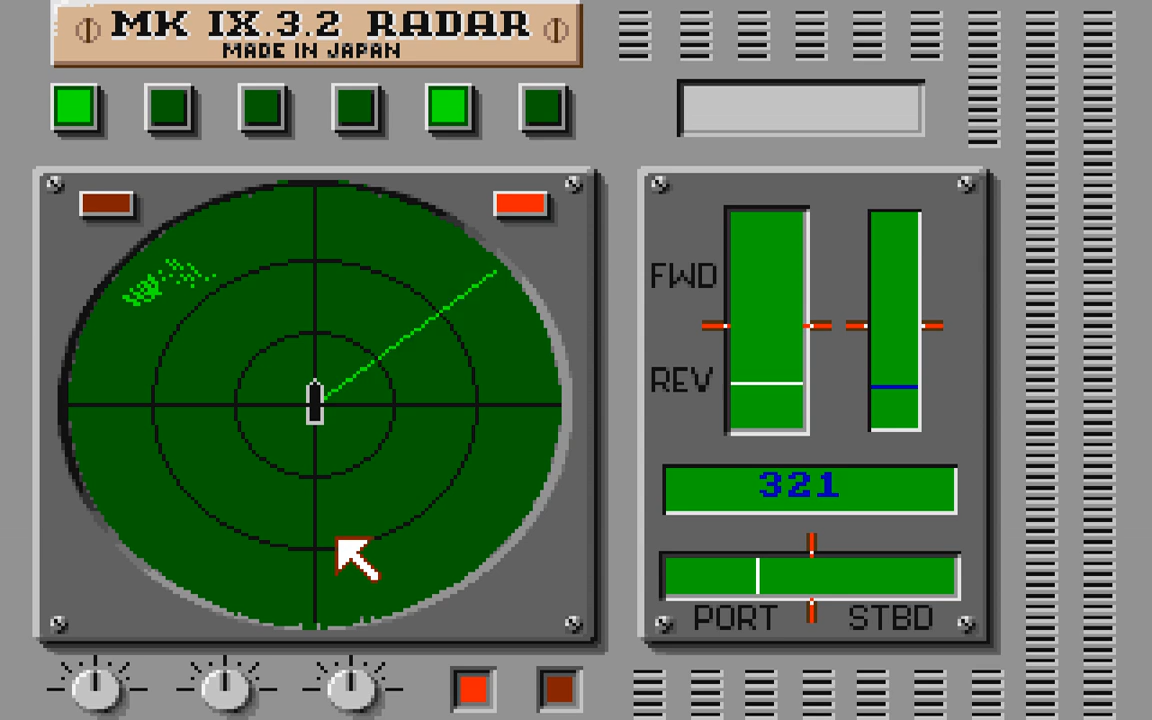 MK IX.3.2 RADAR
MADE IN JAPAN
FWD
REV
321
PORT STBD